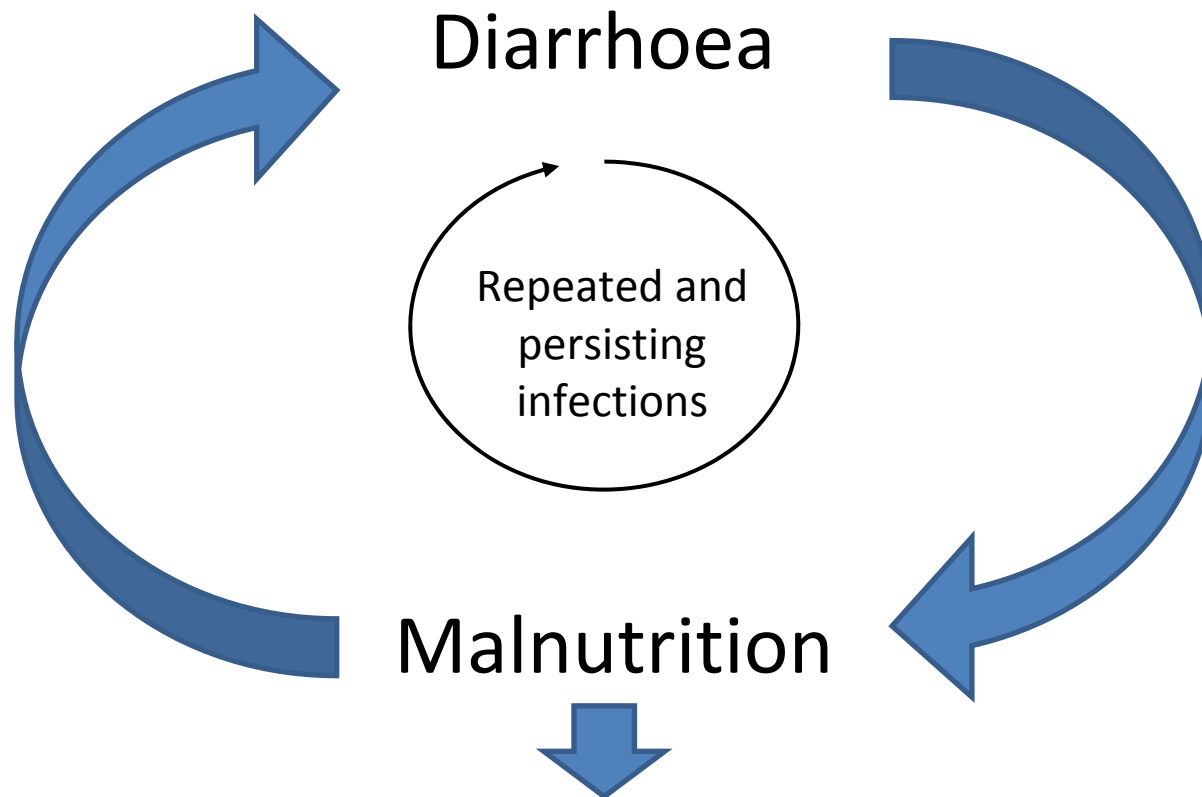 Diarrhoea
Repeated and
persisting
infections
Malnutrition